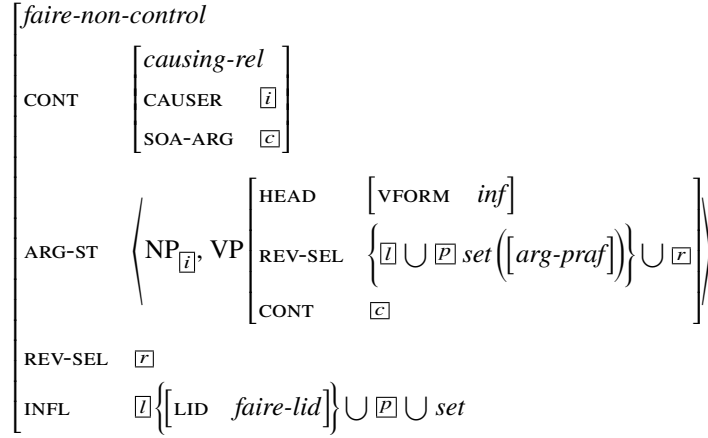 faire-non-control
CONT [causing-rel
CAUSER [i]
SOA-ARG [c]]
ARG-ST ⟨NP[i], VP[HEAD [VFORM inf]
REV-SEL {[l] ∪ [p] set([arg-praf])} ∪ [r]
CONT [c]]⟩
REV-SEL [r]
INFL [l]{[LID faire-lid]} ∪ [p] ∪ set